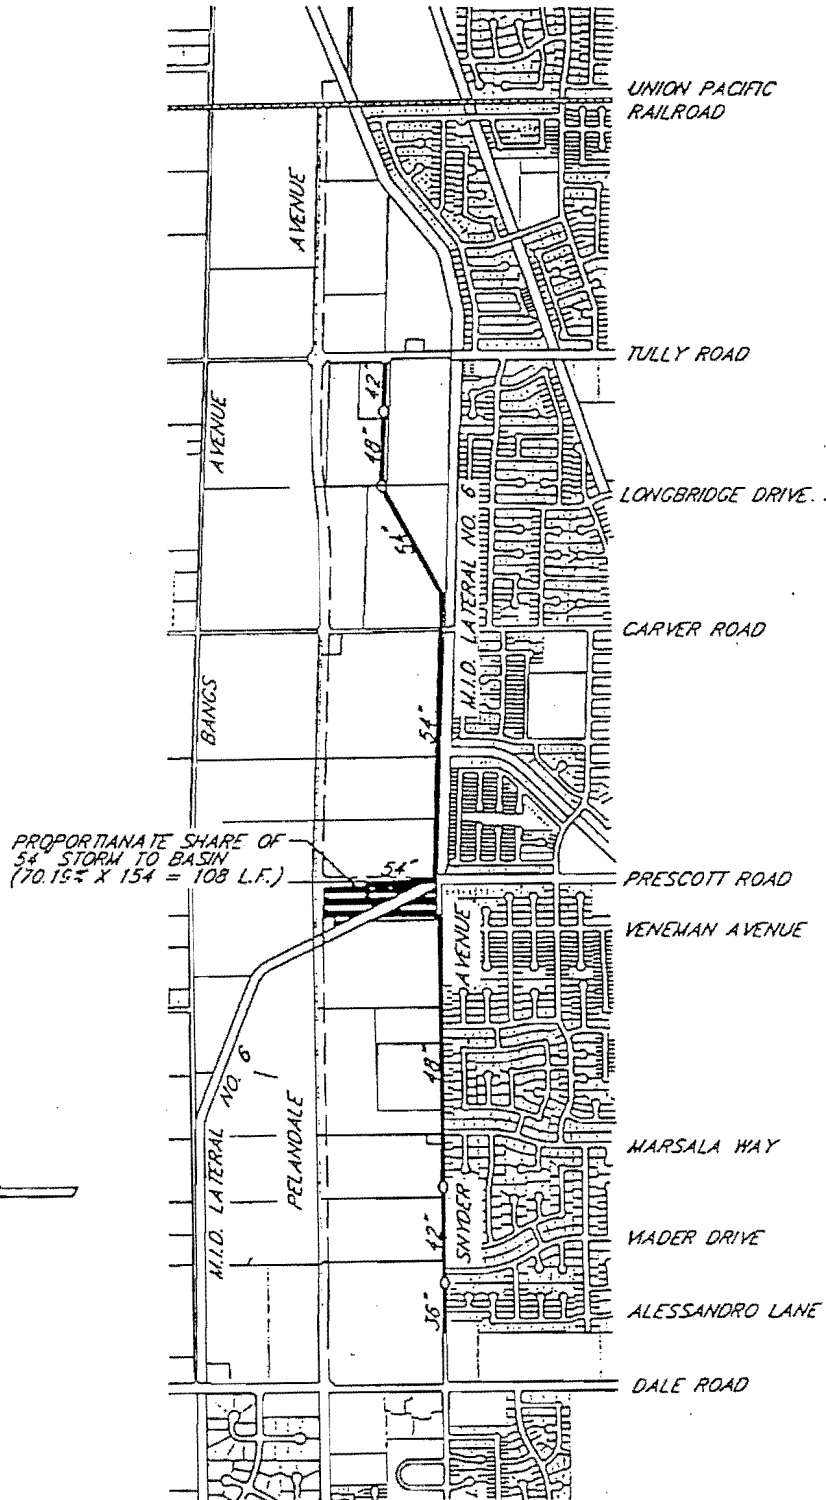 UNION PACIFIC
RAILROAD
AVENUE
TULLY ROAD
42"
AVENUE
48"
LONGBRIDGE DRIVE.
54"
M.I.D. LATERAL NO. 6
CARVER ROAD
BANGS
54"
PROPORTIANATE SHARE OF
54" STORM TO BASIN
(70.19% X 154 = 108 L.F.)
54"
PRESCOTT ROAD
AVENUE
VENEMAN AVENUE
48"
NO. 6
PELANDALE
M.I.D. LATERAL
MARSALA WAY
SNYDER
42"
MADER DRIVE
36"
ALESSANDRO LANE
DALE ROAD